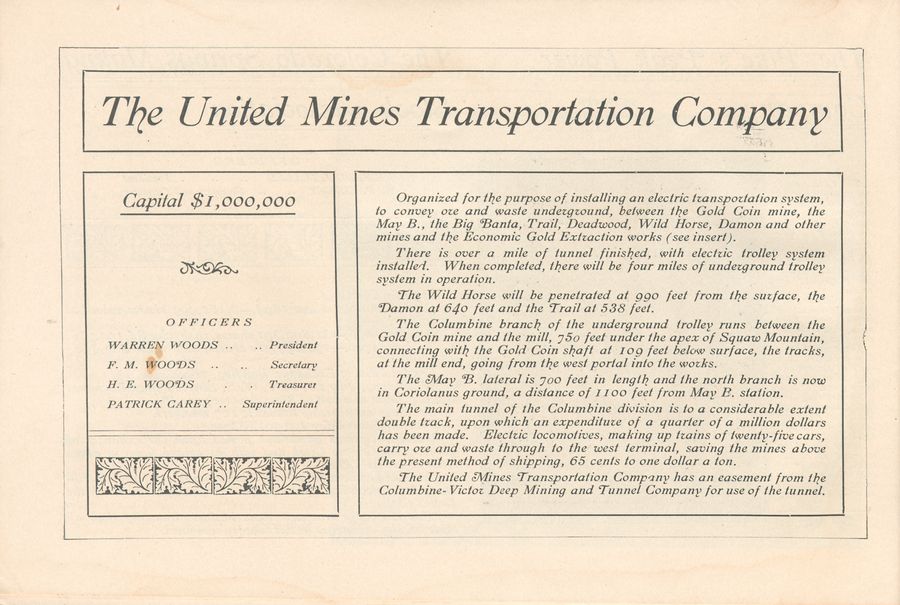 The United Mines Transportation Company
Capital $1,000,000
OFFICERS
WARREN WOODS .. .. President
F. M. WOODS .. .. Secretary
H. E. WOODS . . Treasurer
PATRICK CAREY .. Superintendent
Organized for the purpose of installing an electric transportation system,
to convey ore and waste underground, between the Gold Coin mine, the
May B., the Big Banta, Trail, Deadwood, Wild Horse, Damon and other
mines and the Economic Gold Extraction works (see insert).
There is over a mile of tunnel finished, with electric trolley system
installed. When completed, there will be four miles of underground trolley
system in operation.
The Wild Horse will be penetrated at 990 feet from the surface, the
Damon at 640 feet and the Trail at 538 feet.
The Columbine branch of the underground trolley runs between the
Gold Coin mine and the mill, 750 feet under the apex of Squaw Mountain,
connecting with the Gold Coin shaft at 109 feet below surface, the tracks,
at the mill end, going from the west portal into the works.
The May B. lateral is 700 feet in length and the north branch is now
in Coriolanus ground, a distance of 1100 feet from May E. station.
The main tunnel of the Columbine division is to a considerable extent
double track, upon which an expenditure of a quarter of a million dollars
has been made. Electric locomotives, making up trains of twenty-five cars,
carry ore and waste through to the west terminal, saving the mines above
the present method of shipping, 65 cents to one dollar a ton.
The United Mines Transportation Company has an easement from the
Columbine-Victor Deep Mining and Tunnel Company for use of the tunnel.